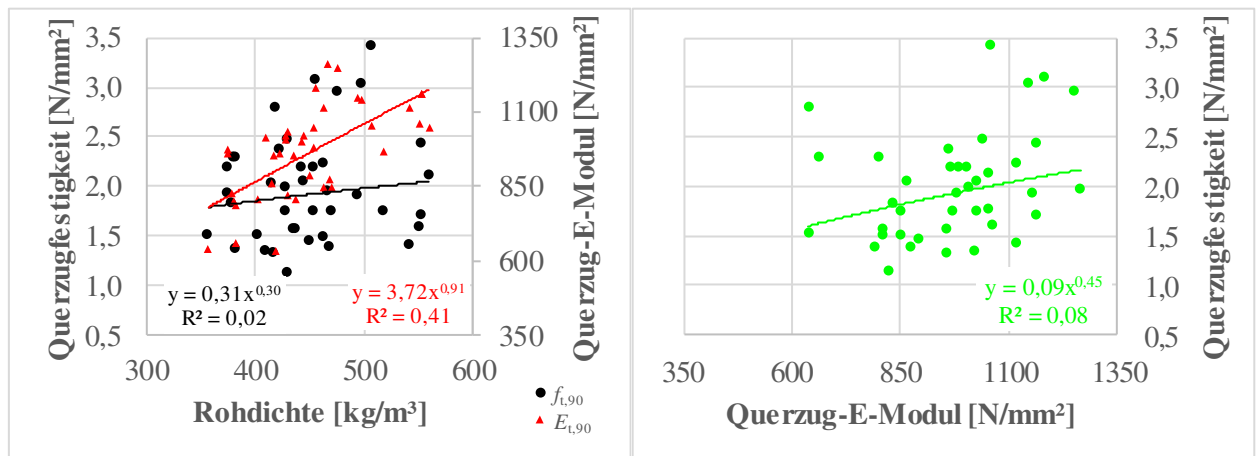 Querzugfestigkeit [N/mm²]
3,5
3,0
2,5
2,0
1,5
1,0
0,5
y = 0,31x^0,30
R² = 0,02
y = 3,72x^0,91
R² = 0,41
1350
1100
850
600
350
Querzug-E-Modul [N/mm²]
300
400
500
600
Rohdichte [kg/m³]
f_t,90
E_t,90
y = 0,09x^0,45
R² = 0,08
3,5
3,0
2,5
2,0
1,5
1,0
0,5
Querzugfestigkeit [N/mm²]
350
600
850
1100
1350
Querzug-E-Modul [N/mm²]